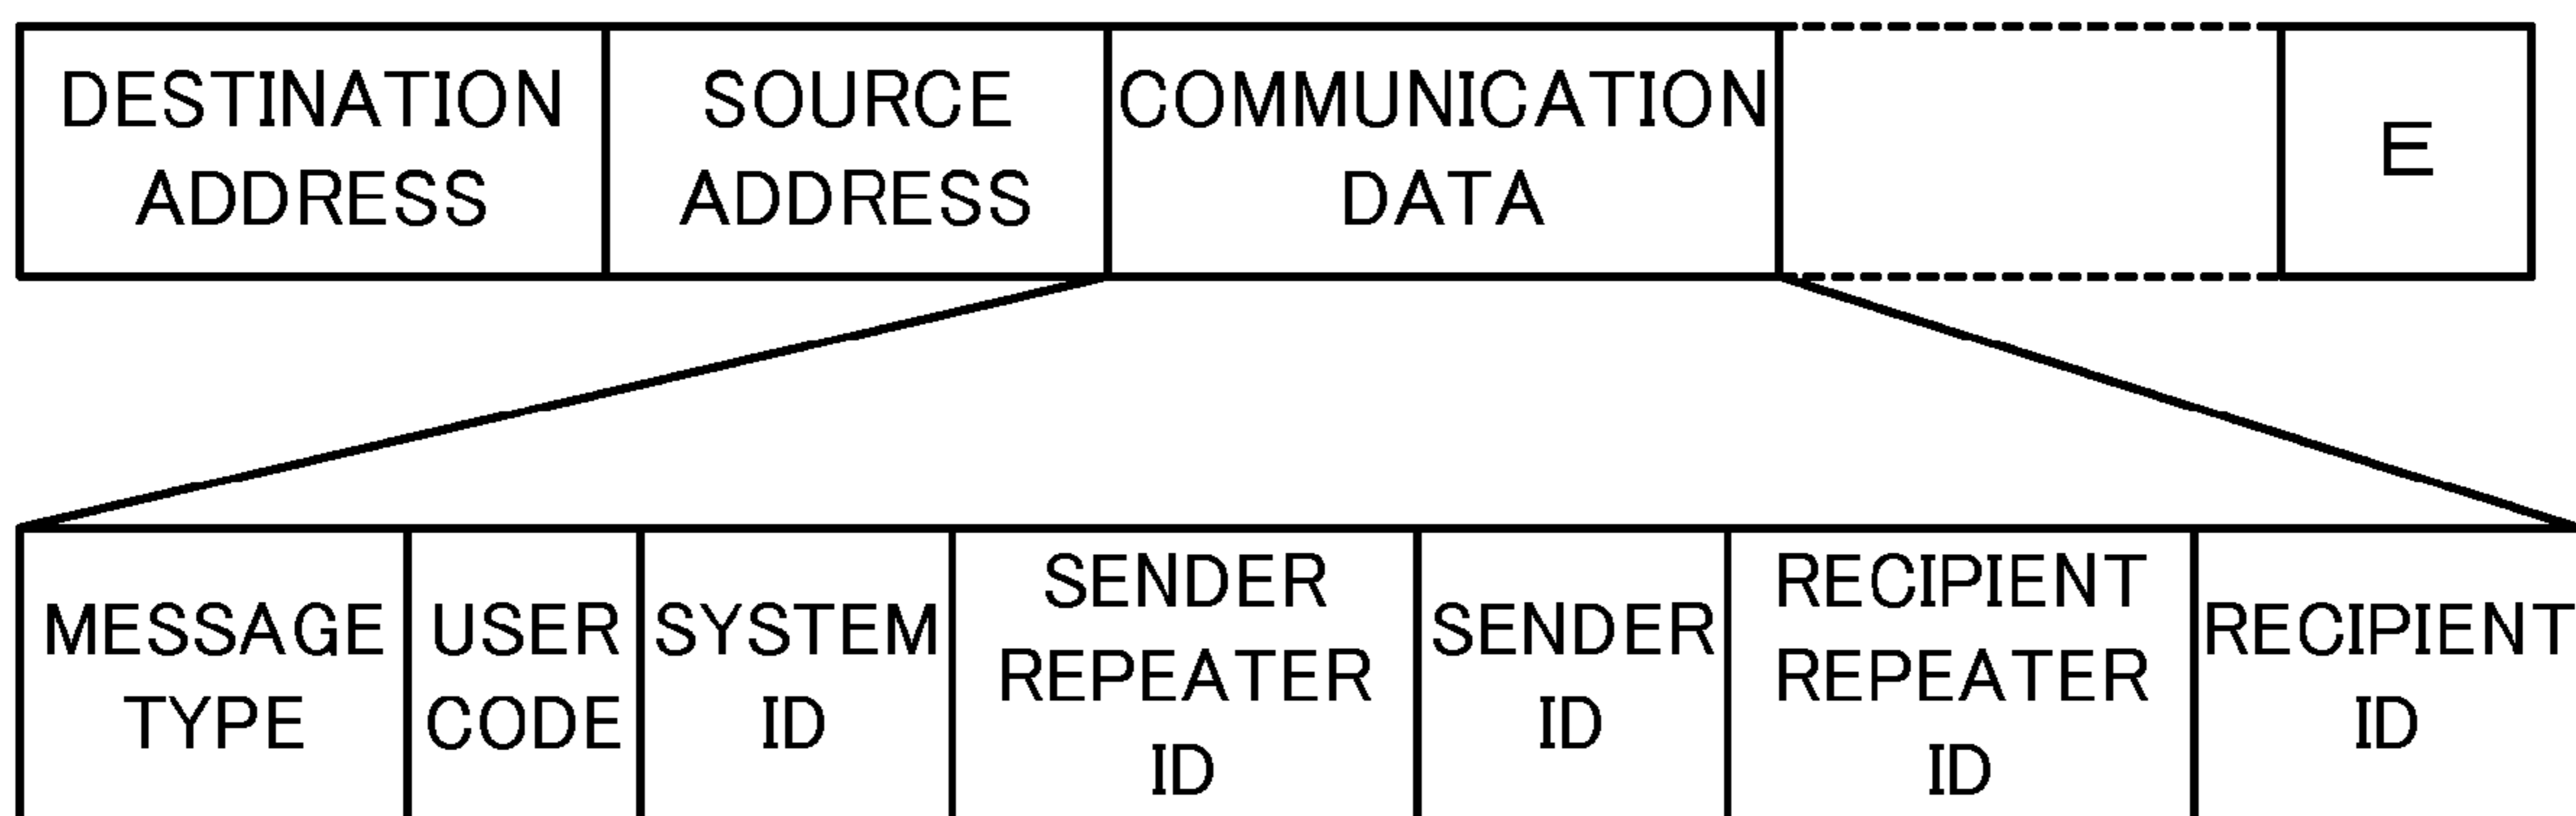 DESTINATION
ADDRESS
SOURCE
ADDRESS
COMMUNICATION
DATA
E
MESSAGE
TYPE
USER
CODE
SYSTEM
ID
SENDER
REPEATER
ID
SENDER
ID
RECIPIENT
REPEATER
ID
RECIPIENT
ID